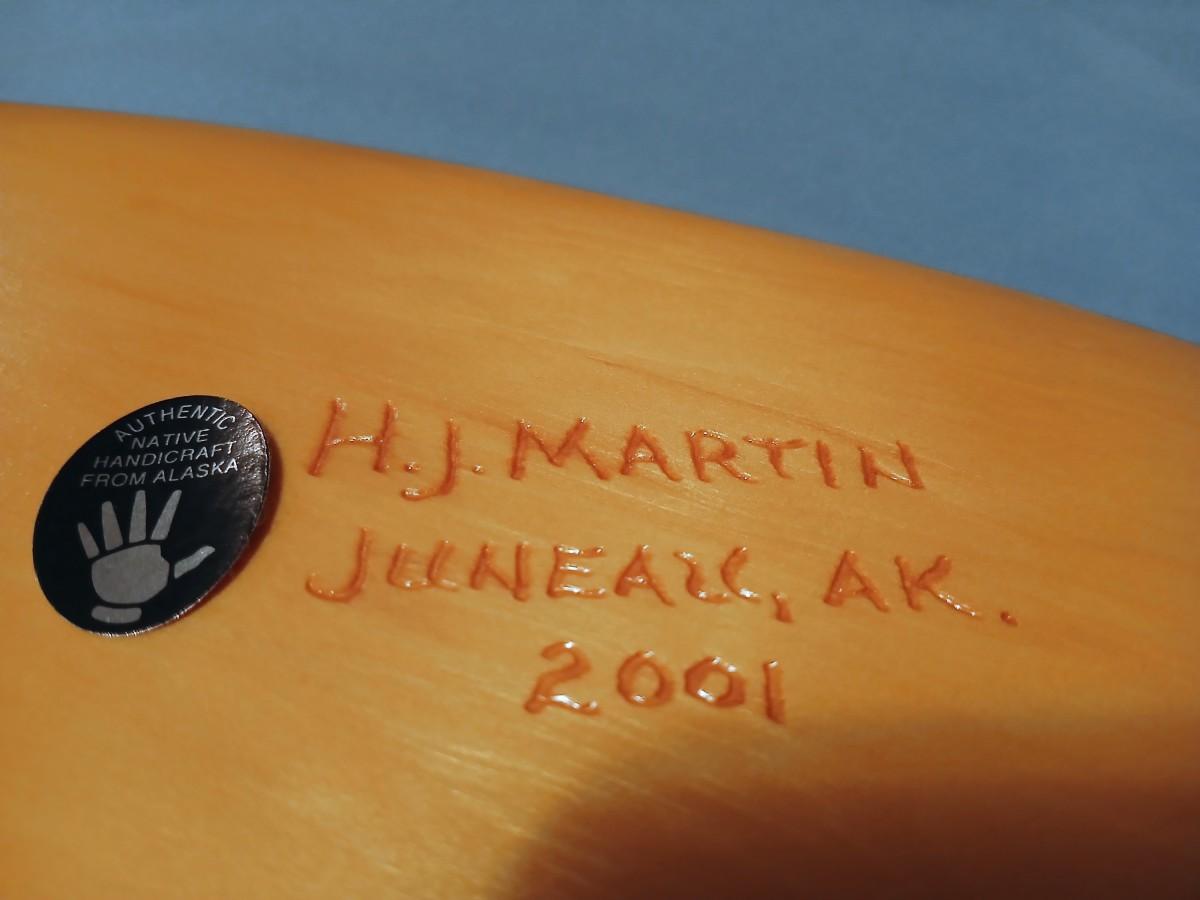 AUTHENTIC
NATIVE
HANDICRAFT
FROM ALASKA
H.J. MARTIN
JUNEAU, AK.
2001